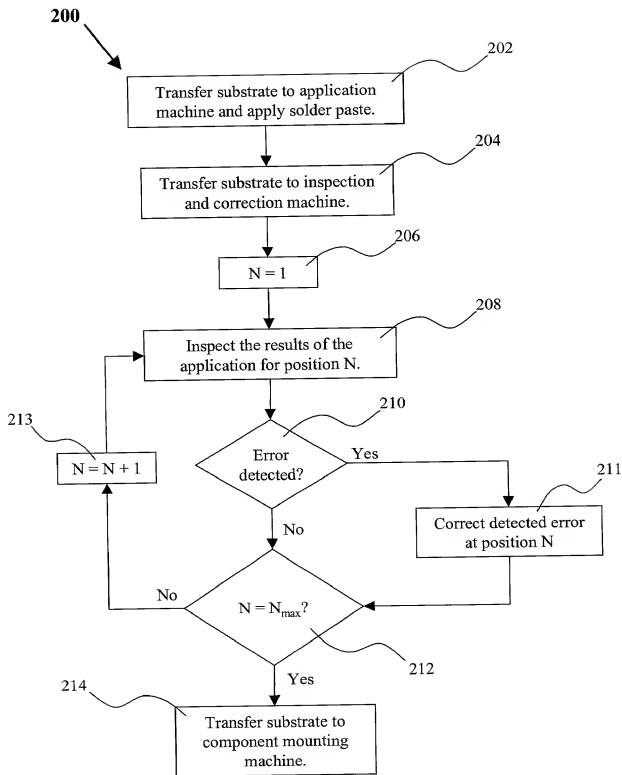 200
202
Transfer substrate to application
machine and apply solder paste.
204
Transfer substrate to inspection
and correction machine.
206
N = 1
208
Inspect the results of the
application for position N.
210
213
Error
detected?
Yes
N = N + 1
211
Correct detected error
at position N
No
No
N = Nmax?
212
Yes
214
Transfer substrate to
component mounting
machine.